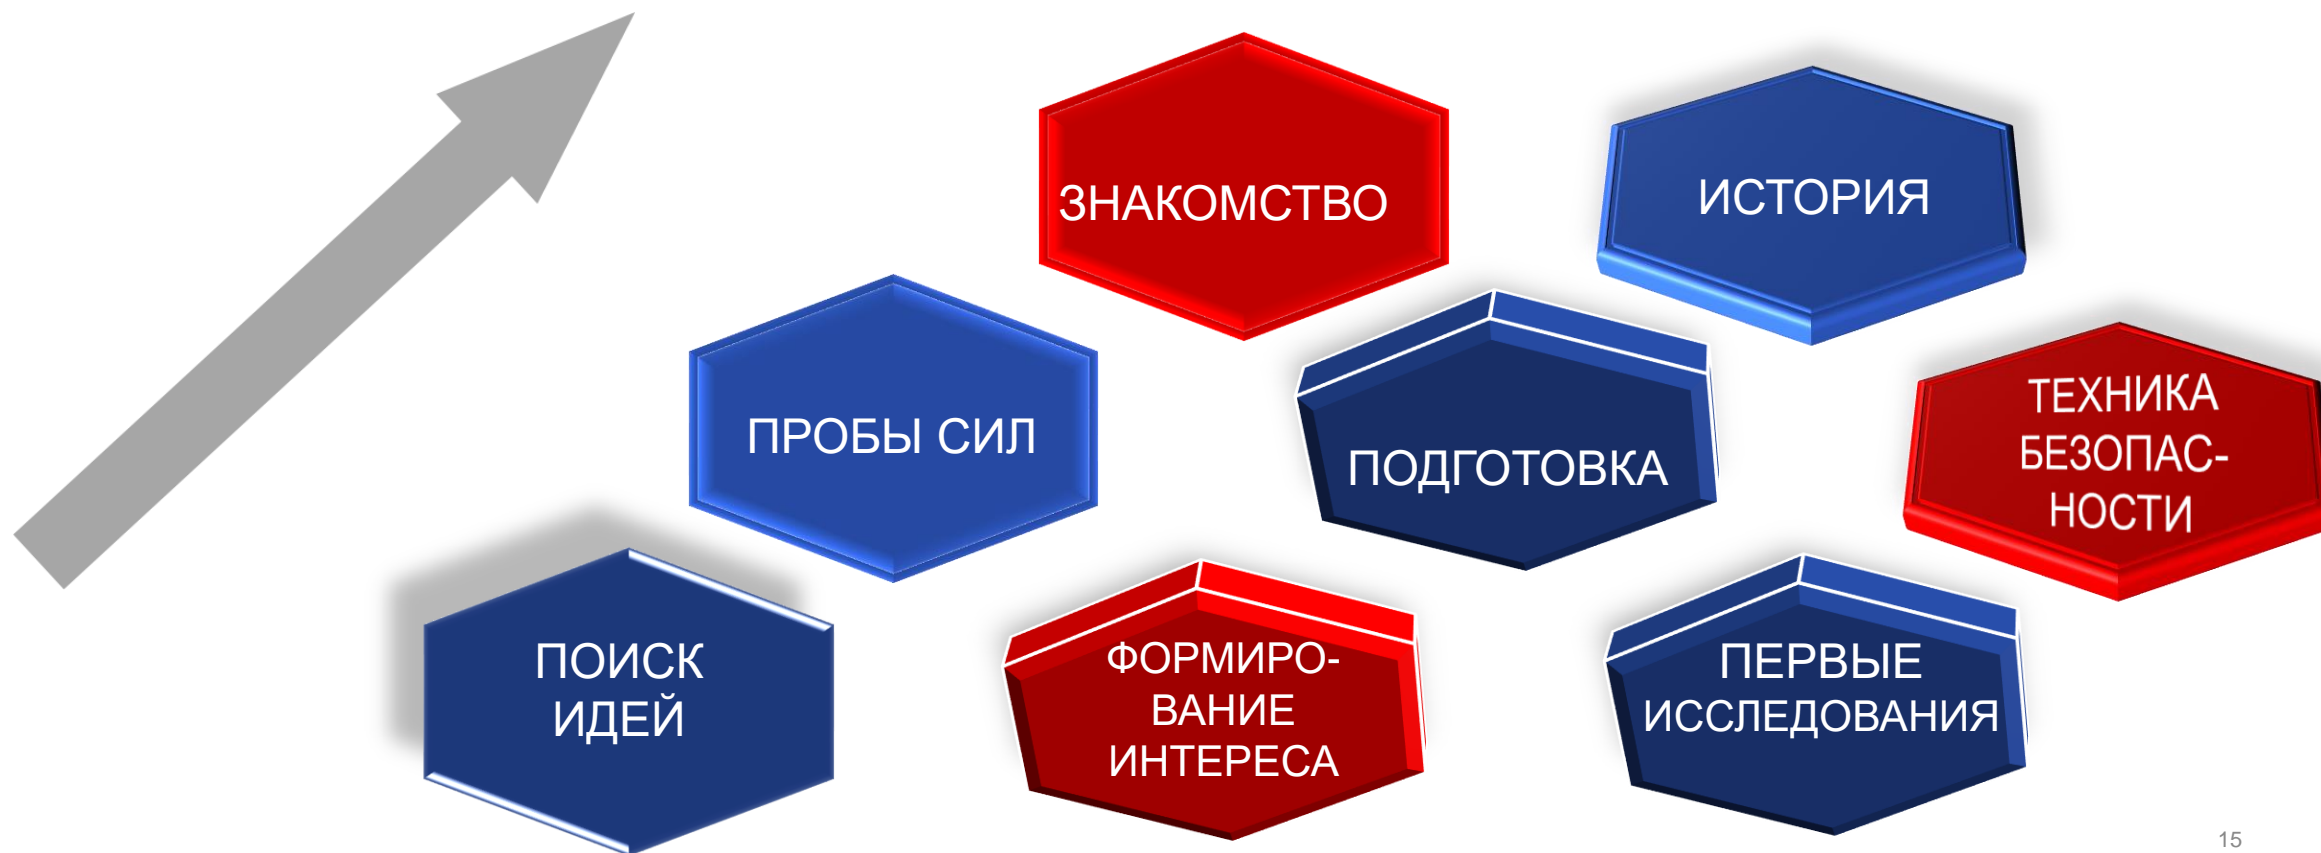 ЗНАКОМСТВО
ИСТОРИЯ
ПРОБЫ СИЛ
ПОДГОТОВКА
ТЕХНИКА
БЕЗОПАС-
НОСТИ
ПОИСК
ИДЕЙ
ФОРМИРО-
ВАНИЕ
ИНТЕРЕСА
ПЕРВЫЕ
ИССЛЕДОВАНИЯ
15